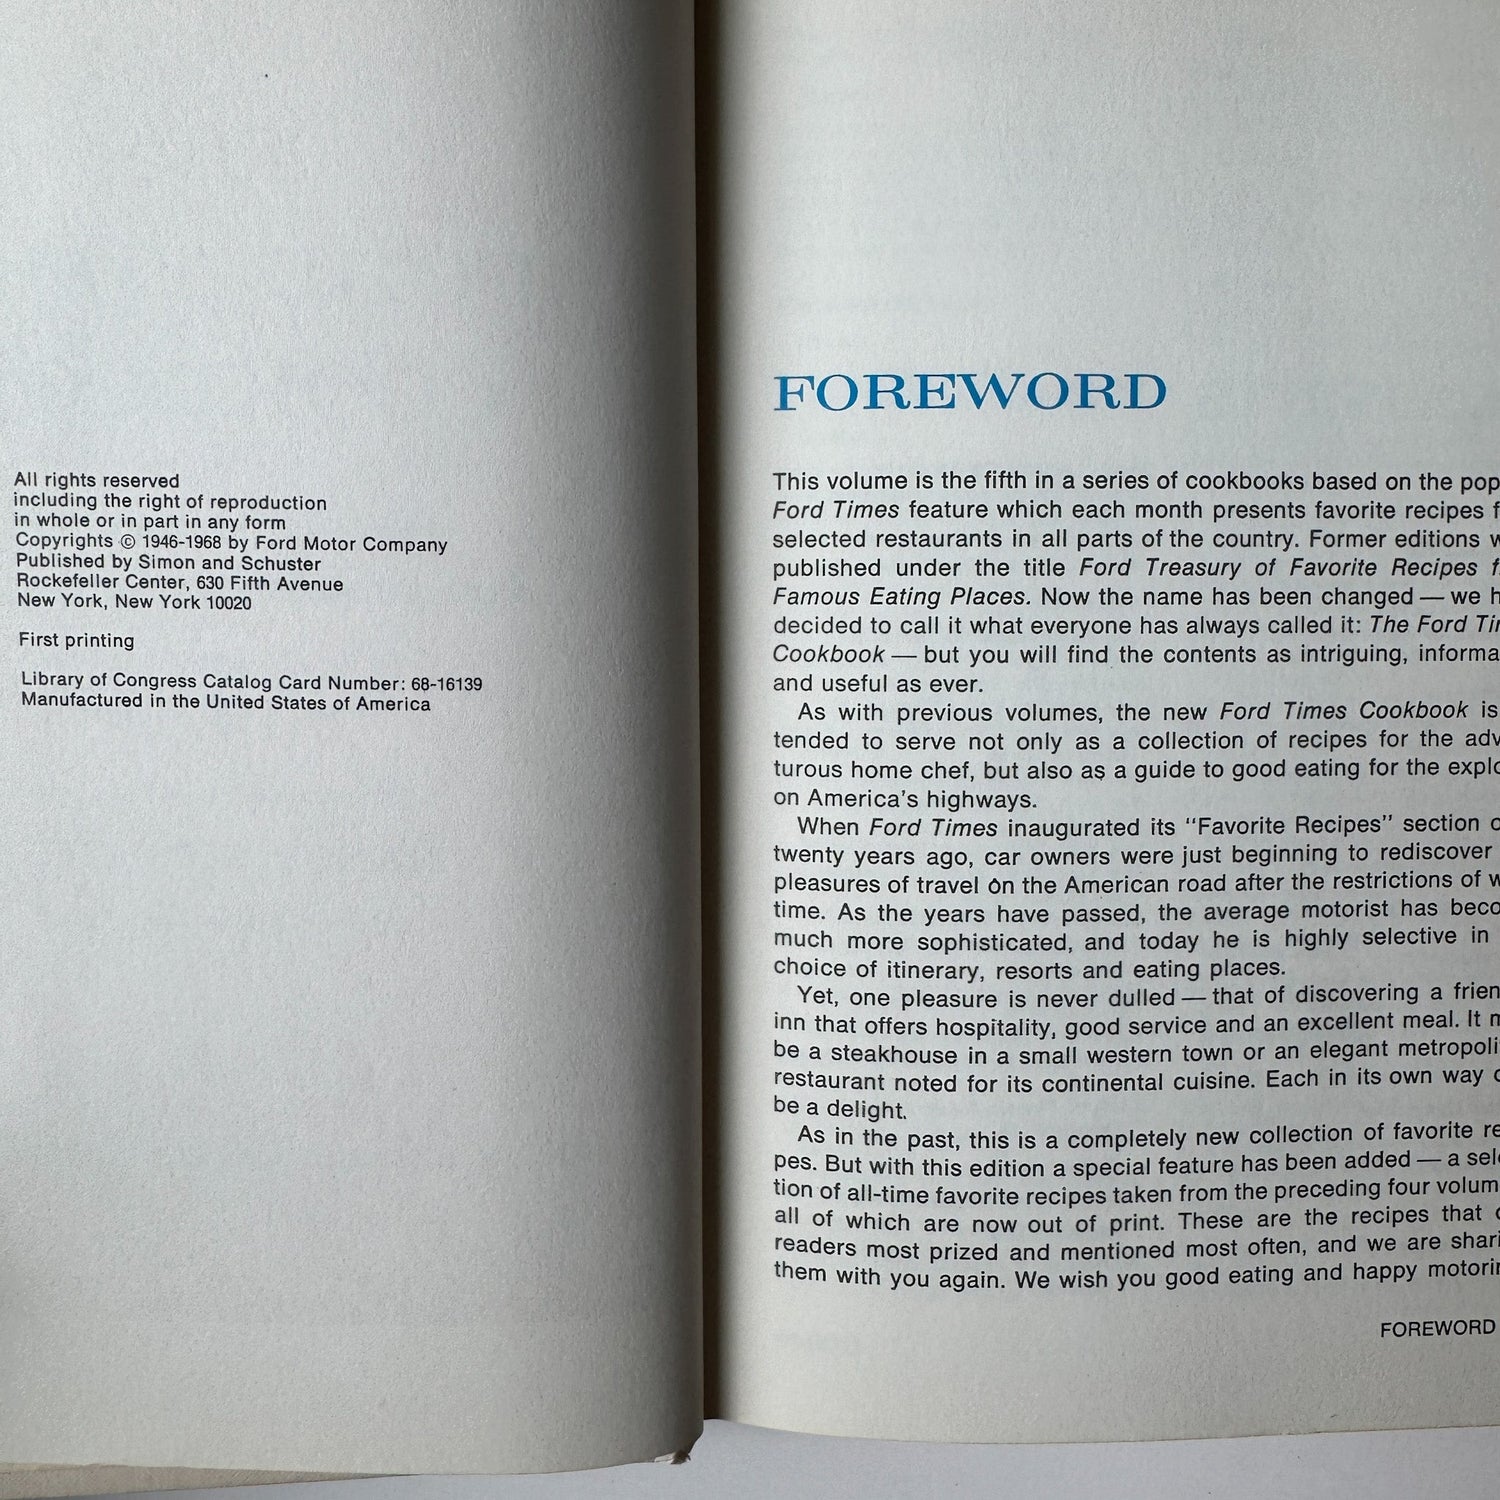 All rights reserved
including the right of reproduction
in whole or in part in any form
Copyrights © 1946-1968 by Ford Motor Company
Published by Simon and Schuster
Rockefeller Center, 630 Fifth Avenue
New York, New York 10020
First printing
Library of Congress Catalog Card Number: 68-16139
Manufactured in the United States of America
FOREWORD
This volume is the fifth in a series of cookbooks based on the pop
Ford Times feature which each month presents favorite recipes f
selected restaurants in all parts of the country. Former editions w
published under the title Ford Treasury of Favorite Recipes f
Famous Eating Places. Now the name has been changed — we h
decided to call it what everyone has always called it: The Ford Tin
Cookbook — but you will find the contents as intriguing, informa
and useful as ever.
As with previous volumes, the new Ford Times Cookbook is
tended to serve not only as a collection of recipes for the adv
turous home chef, but also as a guide to good eating for the explo
on America's highways.
When Ford Times inaugurated its "Favorite Recipes" section o
twenty years ago, car owners were just beginning to rediscover
pleasures of travel on the American road after the restrictions of w
time. As the years have passed, the average motorist has beco
much more sophisticated, and today he is highly selective in
choice of itinerary, resorts and eating places.
Yet, one pleasure is never dulled — that of discovering a frien
inn that offers hospitality, good service and an excellent meal. It m
be a steakhouse in a small western town or an elegant metropoli
restaurant noted for its continental cuisine. Each in its own way c
be a delight.
As in the past, this is a completely new collection of favorite re
pes. But with this edition a special feature has been added — a sele
tion of all-time favorite recipes taken from the preceding four volum
all of which are now out of print. These are the recipes that o
readers most prized and mentioned most often, and we are shari
them with you again. We wish you good eating and happy motorin
FOREWORD